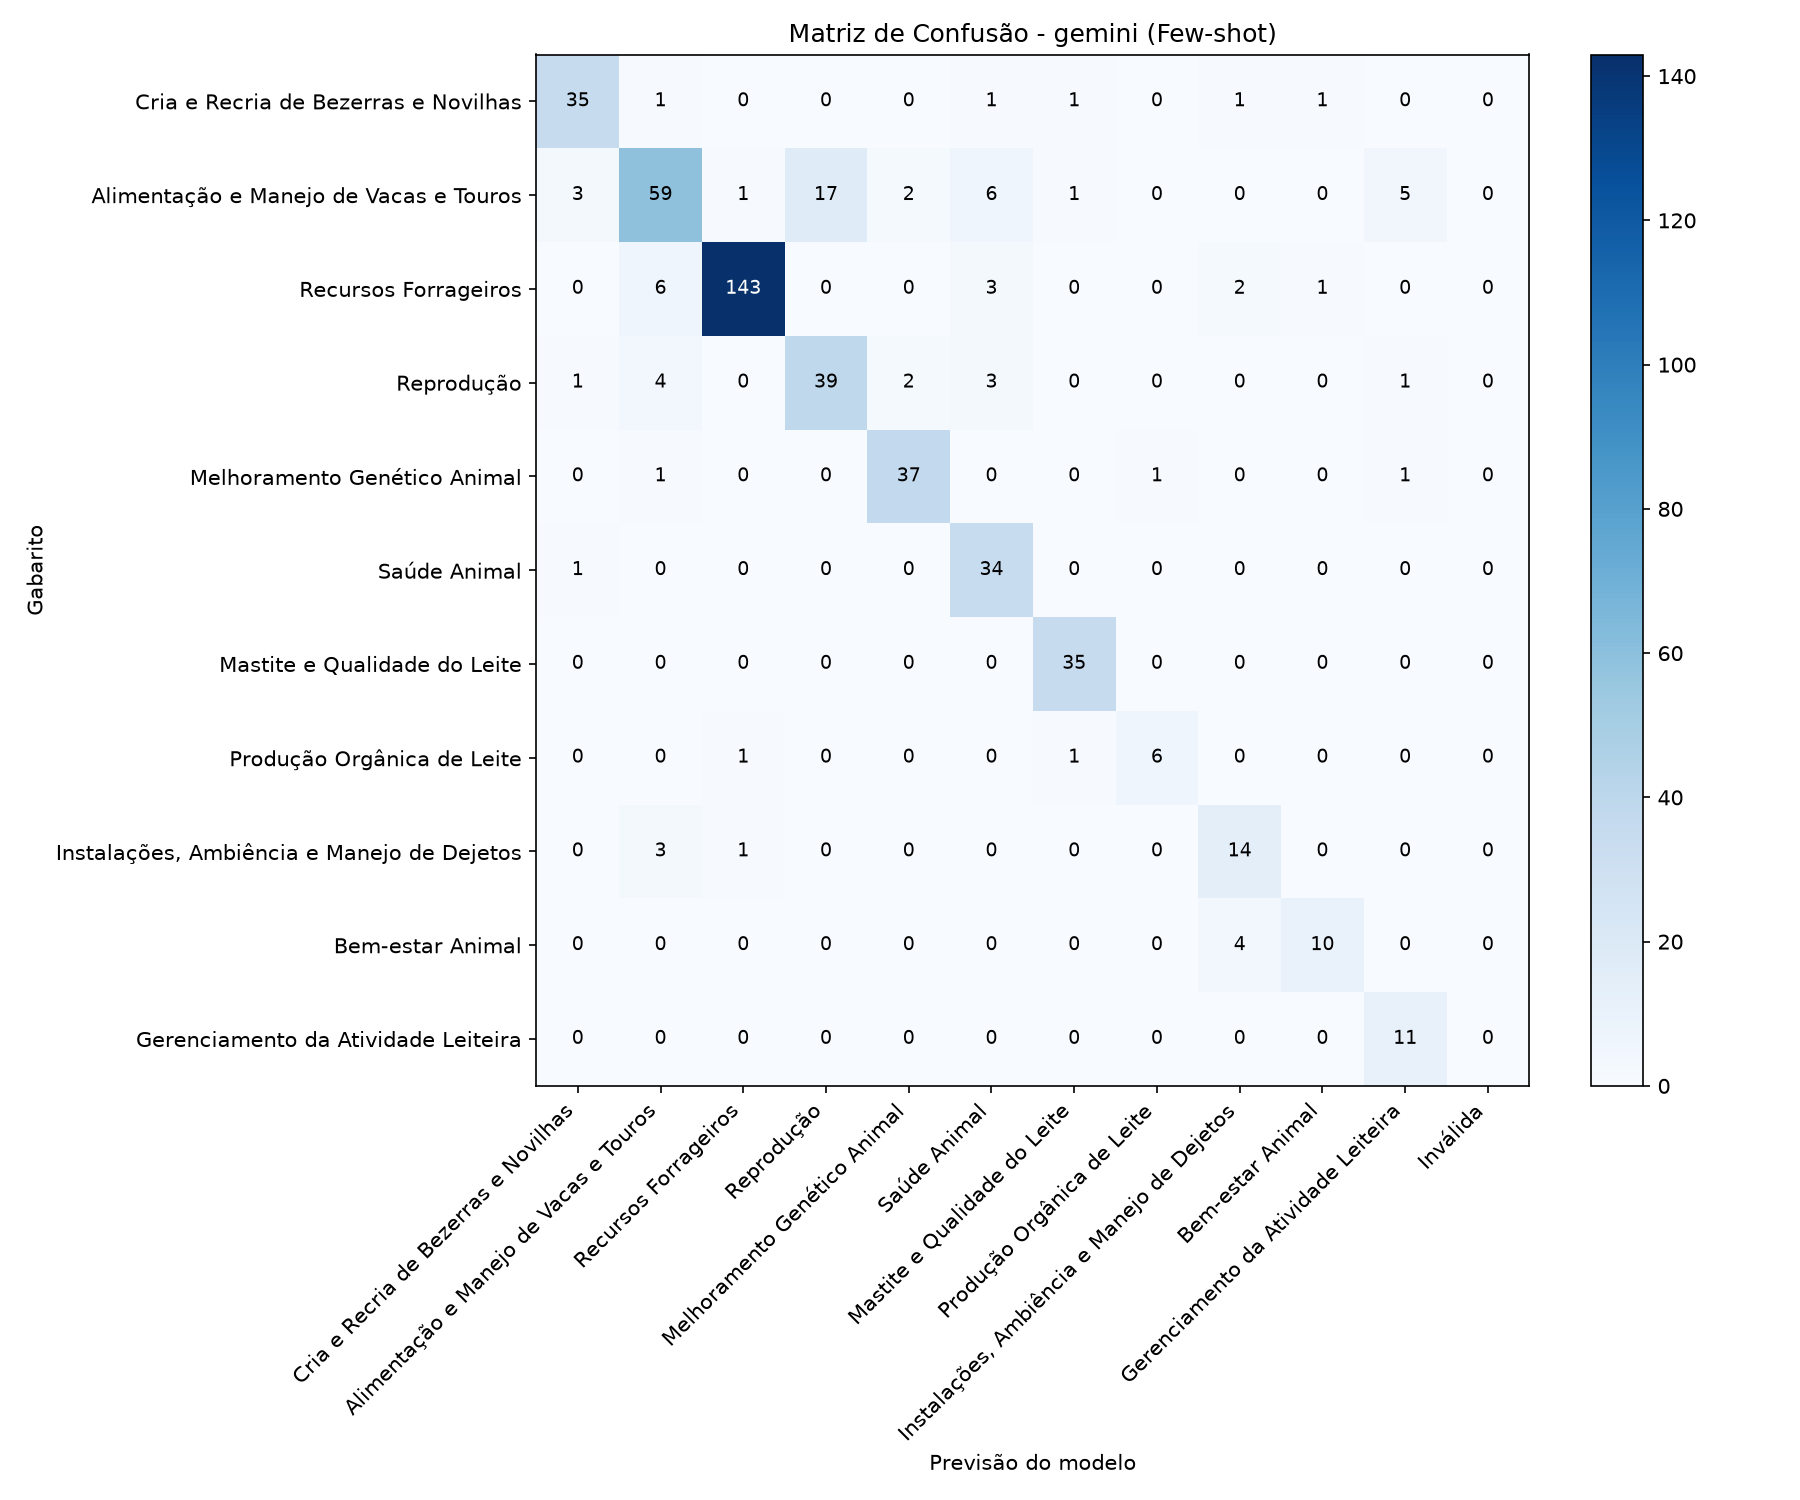 Matriz de Confusão - gemini (Few-shot)
Cria e Recria de Bezerras e Novilhas 35 1 0 0 0 1 1 0 1 1 0 0
Alimentação e Manejo de Vacas e Touros 3 59 1 17 2 6 1 0 0 0 5 0
Recursos Forrageiros 0 6 143 0 0 3 0 0 2 1 0 0
Reprodução 1 4 0 39 2 3 0 0 0 0 1 0
Melhoramento Genético Animal 0 1 0 0 37 0 0 1 0 0 1 0
Saúde Animal 1 0 0 0 0 34 0 0 0 0 0 0
Mastite e Qualidade do Leite 0 0 0 0 0 0 35 0 0 0 0 0
Produção Orgânica de Leite 0 0 1 0 0 0 1 6 0 0 0 0
Instalações, Ambiência e Manejo de Dejetos 0 3 1 0 0 0 0 0 14 0 0 0
Bem-estar Animal 0 0 0 0 0 0 0 0 4 10 0 0
Gerenciamento da Atividade Leiteira 0 0 0 0 0 0 0 0 0 0 11 0
Gabarito
Cria e Recria de Bezerras e Novilhas
Alimentação e Manejo de Vacas e Touros
Recursos Forrageiros
Reprodução
Melhoramento Genético Animal
Saúde Animal
Mastite e Qualidade do Leite
Produção Orgânica de Leite
Instalações, Ambiência e Manejo de Dejetos
Bem-estar Animal
Gerenciamento da Atividade Leiteira
Inválida
Previsão do modelo
140
120
100
80
60
40
20
0